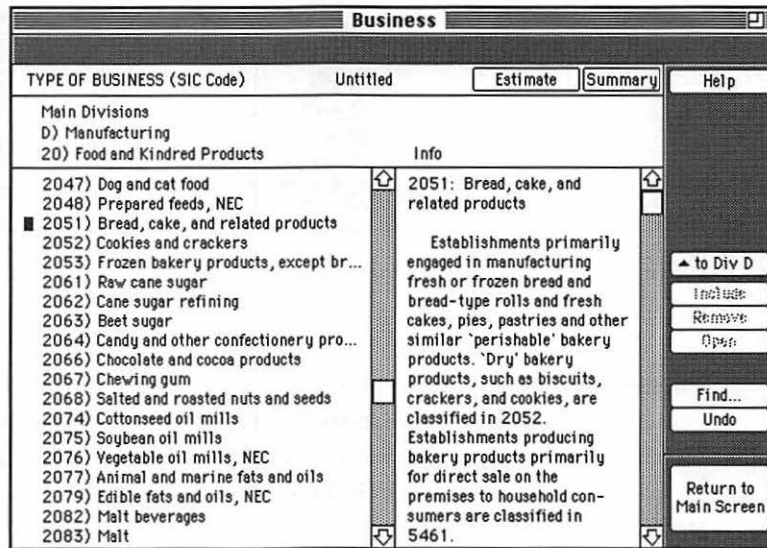 Business
TYPE OF BUSINESS (SIC Code) Untitled Estimate Summary Help
Main Divisions
D) Manufacturing
20) Food and Kindred Products Info
2047) Dog and cat food
2048) Prepared feeds, NEC
2051) Bread, cake, and related products
2052) Cookies and crackers
2053) Frozen bakery products, except br...
2061) Raw cane sugar
2062) Cane sugar refining
2063) Beet sugar
2064) Candy and other confectionery pro...
2066) Chocolate and cocoa products
2067) Chewing gum
2068) Salted and roasted nuts and seeds
2074) Cottonseed oil mills
2075) Soybean oil mills
2076) Vegetable oil mills, NEC
2077) Animal and marine fats and oils
2079) Edible fats and oils, NEC
2082) Malt beverages
2083) Malt
2051: Bread, cake, and
related products
Establishments primarily
engaged in manufacturing
fresh or frozen bread and
bread-type rolls and fresh
cakes, pies, pastries and other
similar `perishable' bakery
products. `Dry' bakery
products, such as biscuits,
crackers, and cookies, are
classified in 2052.
Establishments producing
bakery products primarily
for direct sale on the
premises to household con-
sumers are classified in
5461.
▲ to Div D
Include
Remove
Open
Find...
Undo
Return to
Main Screen